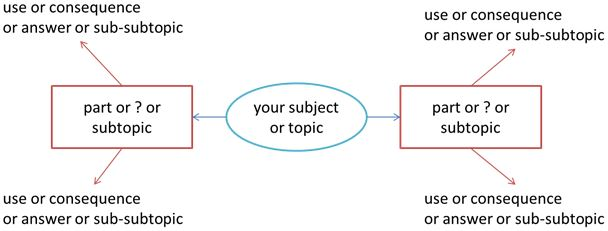 use or consequence
or answer or sub-subtopic
use or consequence
or answer or sub-subtopic
part or ? or
subtopic
your subject
or topic
part or ? or
subtopic
use or consequence
or answer or sub-subtopic
use or consequence
or answer or sub-subtopic